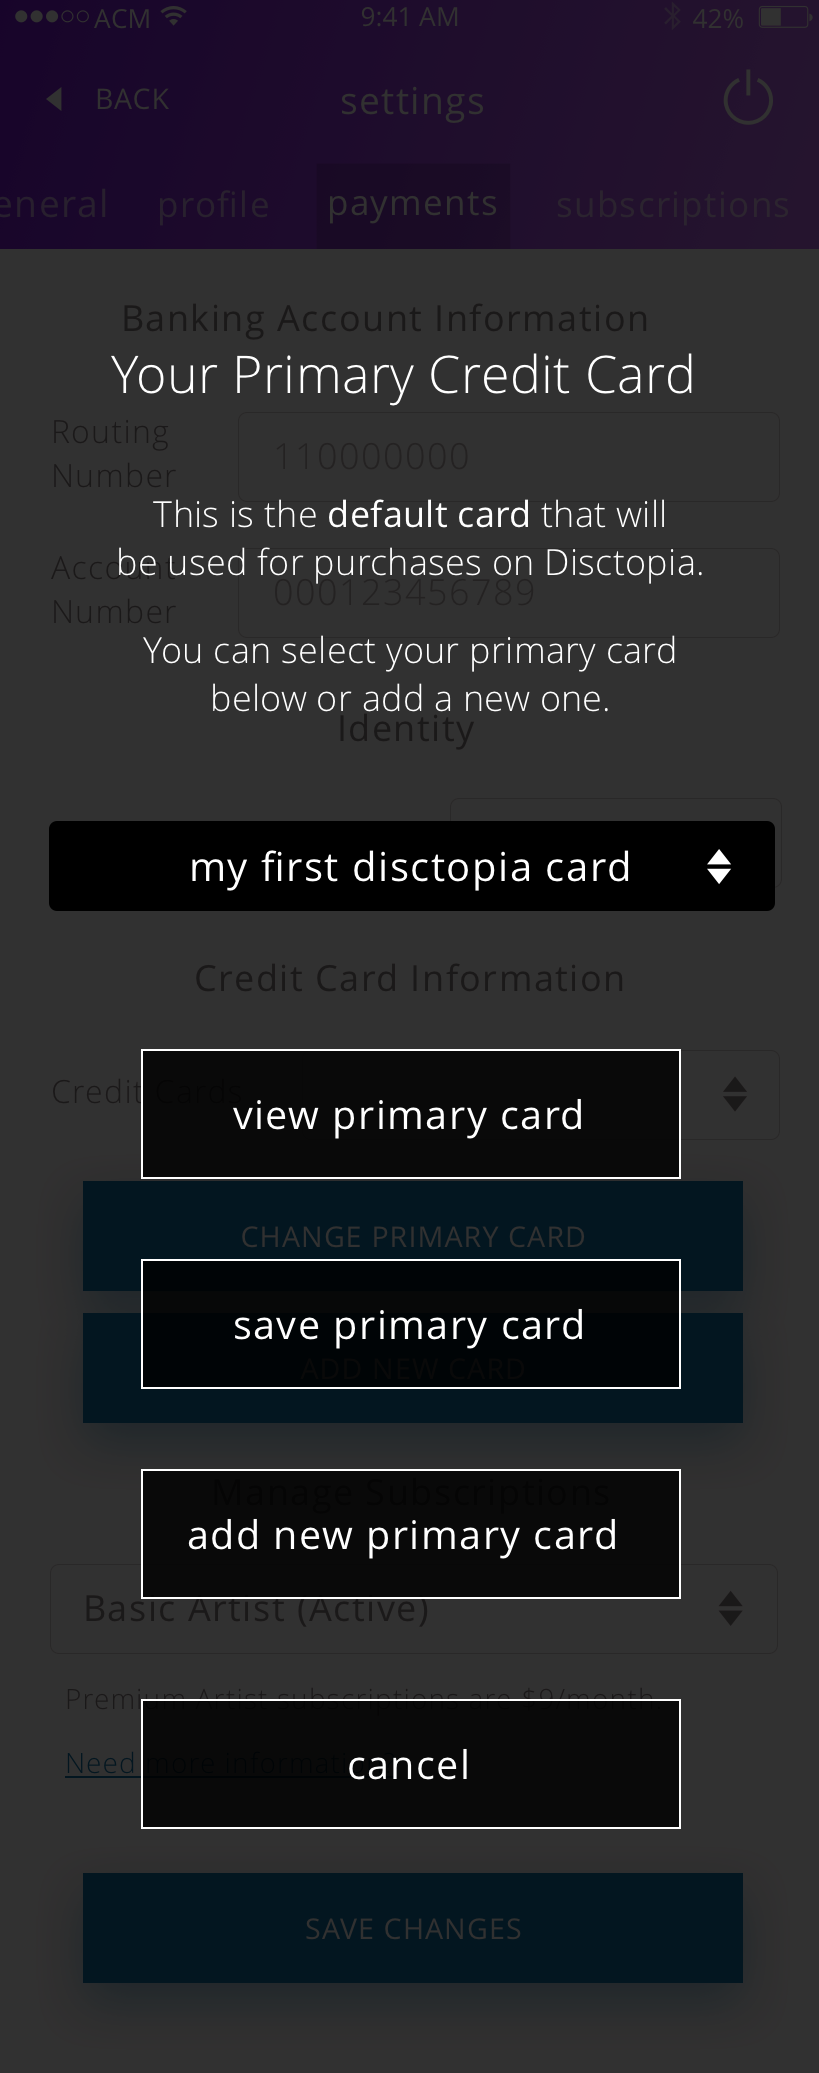 ACM 9:41 AM 42%
BACK settings
eneral profile payments subscriptions
Banking Account Information
Your Primary Credit Card
Routing
Number
110000000
This is the default card that will
be used for purchases on Disctopia.
Account
Number
000123456789
You can select your primary card
below or add a new one.
Identity
my first disctopia card
Credit Card Information
Credit Cards
view primary card
CHANGE PRIMARY CARD
save primary card
ADD NEW CARD
Manage Subscriptions
add new primary card
Basic Artist (Active)
Premium Artist subscriptions are $9/month
Need more informati
cancel
SAVE CHANGES